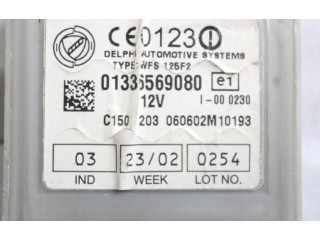 CE0123!
DELPHI AUTOMOTIVE SYSTEMS
TYPE:WFS 125F2
01336569080 e1
12V I-00 0230
C150 203 060602M10193
03 23/02 0254
IND WEEK LOT NO.